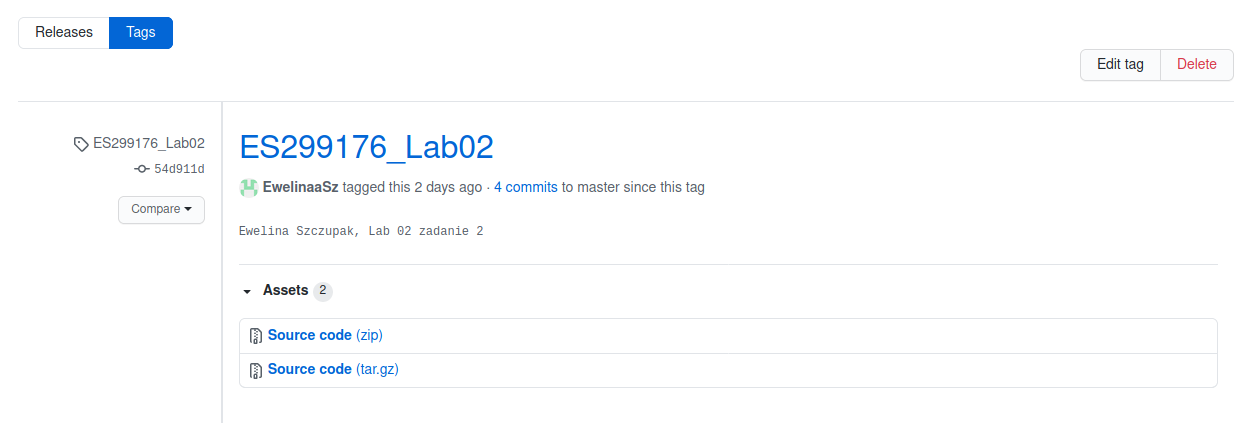 Releases Tags
Edit tag Delete
ES299176_Lab02
54d911d
Compare
ES299176_Lab02
EwelinaaSz tagged this 2 days ago · 4 commits to master since this tag
Ewelina Szczupak, Lab 02 zadanie 2
Assets 2
Source code (zip)
Source code (tar.gz)